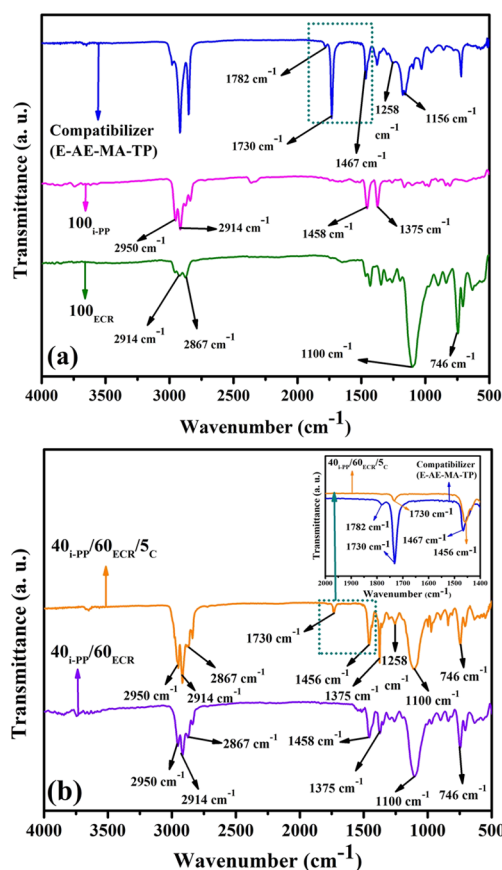 1782 cm⁻¹
1258
cm⁻¹
1156 cm⁻¹
Compatibilizer
(E-AE-MA-TP)
1730 cm⁻¹
1467 cm⁻¹
100i-PP
2950 cm⁻¹
2914 cm⁻¹
1458 cm⁻¹
1375 cm⁻¹
100ECR
2914 cm⁻¹
2867 cm⁻¹
1100 cm⁻¹
746 cm⁻¹
(a)
Transmittance (a. u.)
4000 3500 3000 2500 2000 1500 1000 500
Wavenumber (cm⁻¹)
40i-PP/60ECR/5C
Compatibilizer
(E-AE-MA-TP)
1782 cm⁻¹
1730 cm⁻¹
1730 cm⁻¹
1467 cm⁻¹
1456 cm⁻¹
Transmittance (a. u.)
2000 1900 1800 1700 1600 1500 1400
Wavenumber (cm⁻¹)
40i-PP/60ECR/5C
1730 cm⁻¹
2867 cm⁻¹
2950 cm⁻¹
2914 cm⁻¹
1456 cm⁻¹
1258
cm⁻¹
1375 cm⁻¹
1100 cm⁻¹
746 cm⁻¹
40i-PP/60ECR
2867 cm⁻¹
2950 cm⁻¹
2914 cm⁻¹
1458 cm⁻¹
1375 cm⁻¹
1100 cm⁻¹
746 cm⁻¹
(b)
Transmittance (a. u.)
4000 3500 3000 2500 2000 1500 1000 500
Wavenumber (cm⁻¹)